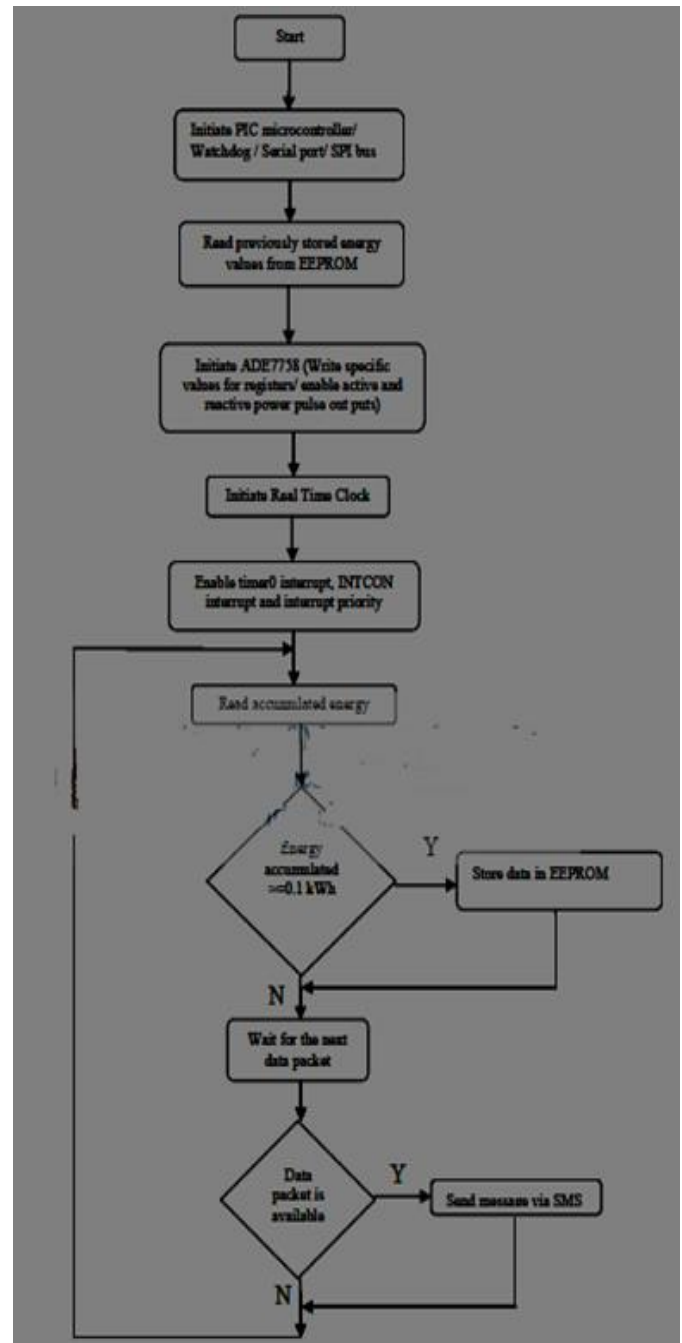 Start
Initiate PIC microcontroller/
Watchdog / Serial port/ SPI bus
Read previously stored energy
values from EEPROM
Initiate ADE7758 (Write specific
values for registers/ enable active and
reactive power pulse out puts)
Initiate Real Time Clock
Enable timer0 interrupt, INTCON
interrupt and interrupt priority
Read accumulated energy
Energy
accumulated
>=0.1 kWh
Y
Store data in EEPROM
N
Wait for the next
data packet
Data
packet is
available
Y
Send message via SMS
N